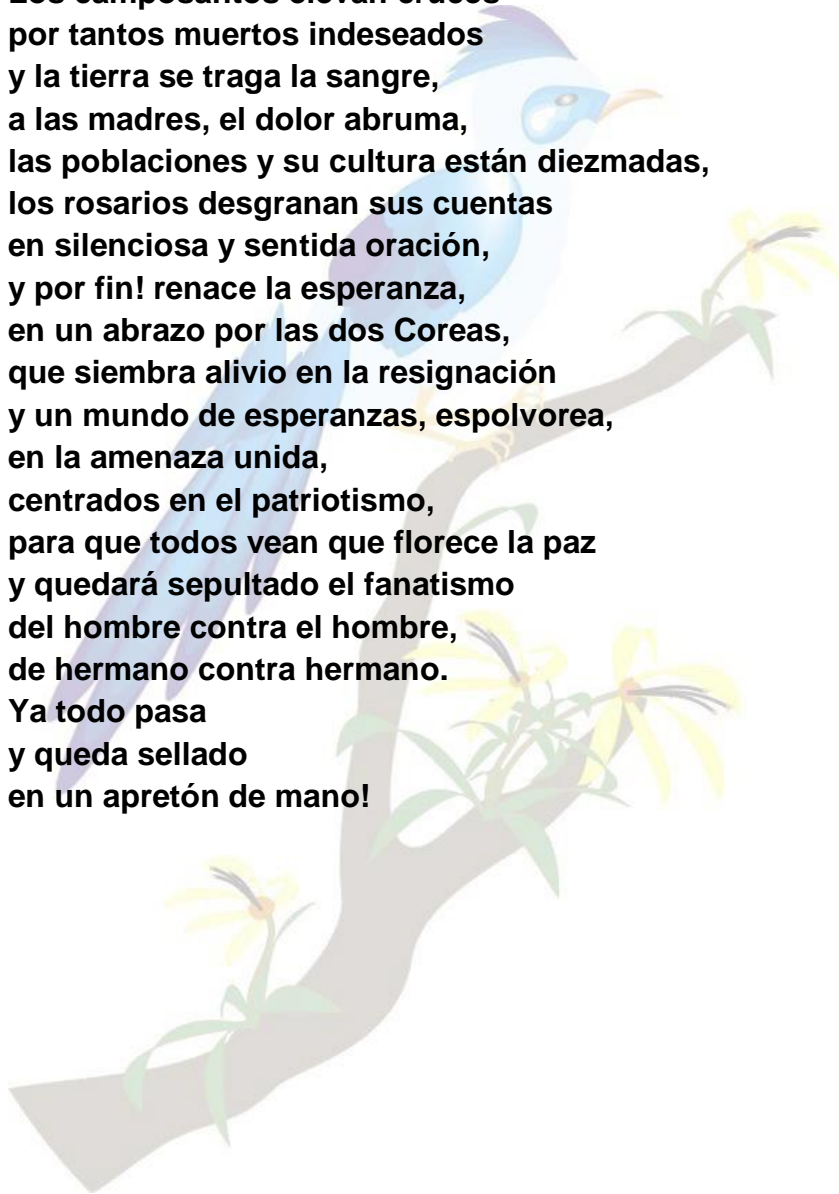 Los camposantos elevan cruces
por tantos muertos indeseados
y la tierra se traga la sangre,
a las madres, el dolor abruma,
las poblaciones y su cultura están diezmadas,
los rosarios desgranan sus cuentas
en silenciosa y sentida oración,
y por fin! renace la esperanza,
en un abrazo por las dos Coreas,
que siembra alivio en la resignación
y un mundo de esperanzas, espolvorea,
en la amenaza unida,
centrados en el patriotismo,
para que todos vean que florece la paz
y quedará sepultado el fanatismo
del hombre contra el hombre,
de hermano contra hermano.
Ya todo pasa
y queda sellado
en un apretón de mano!